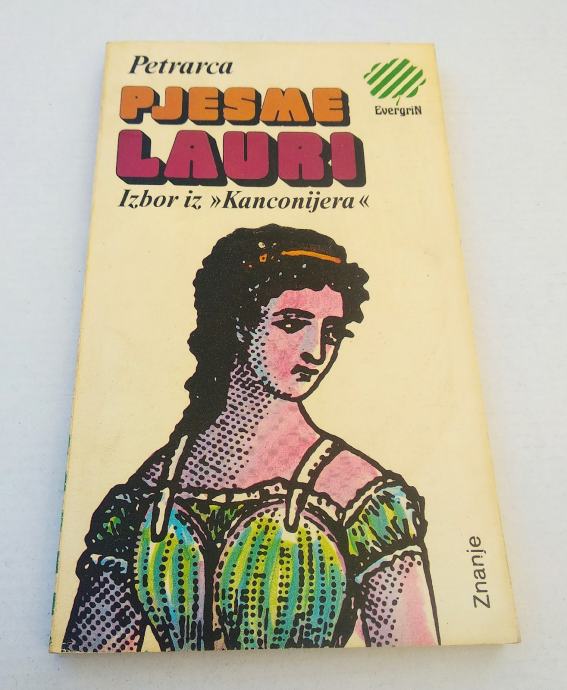 Petrarca
PJESME
LAURI
Izbor iz »Kanconijera«
EvergriN
Znanje